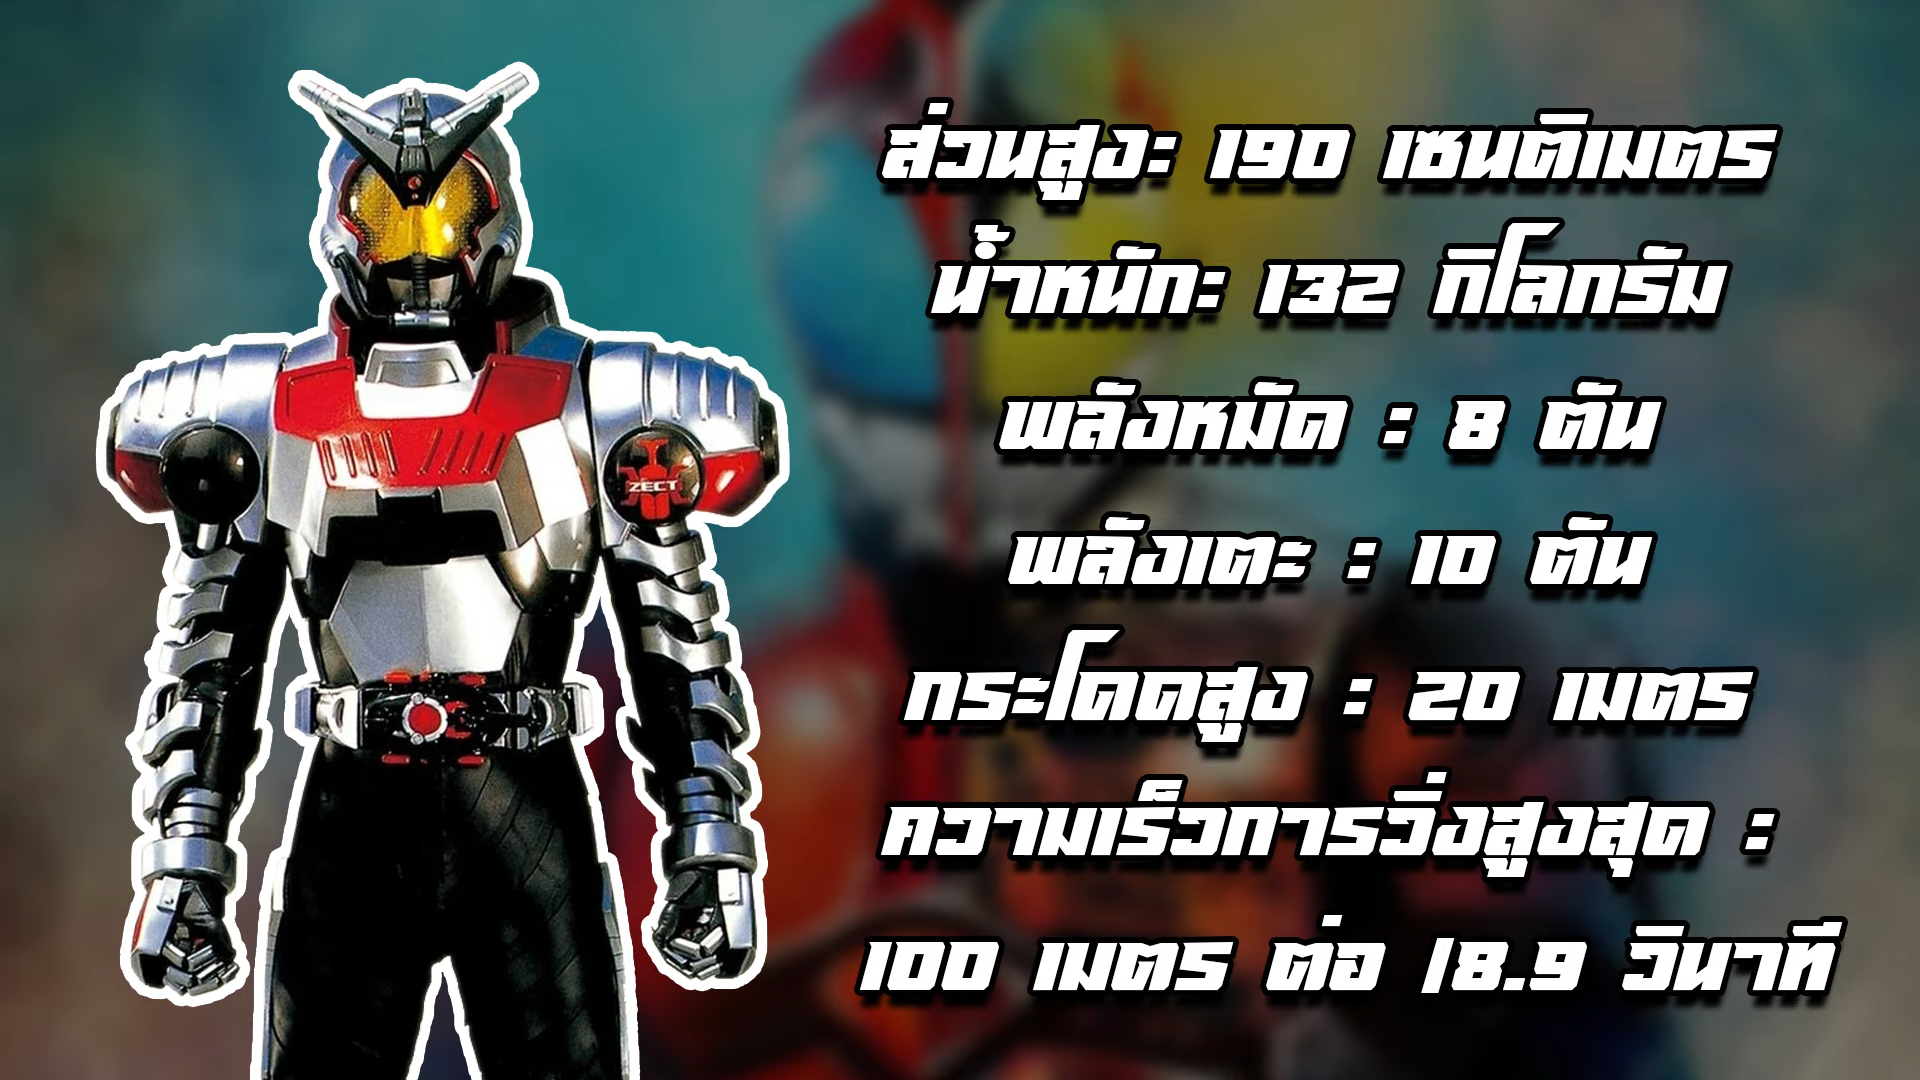 ส่วนสูง: 190 เซนติเมตร
น้ำหนัก: 132 กิโลกรัม
พลังหมัด : 8 ตัน
พลังเตะ : 10 ตัน
กระโดดสูง : 20 เมตร
ความเร็วการวิ่งสูงสุด :
100 เมตร ต่อ 18.9 วินาที
ZECT